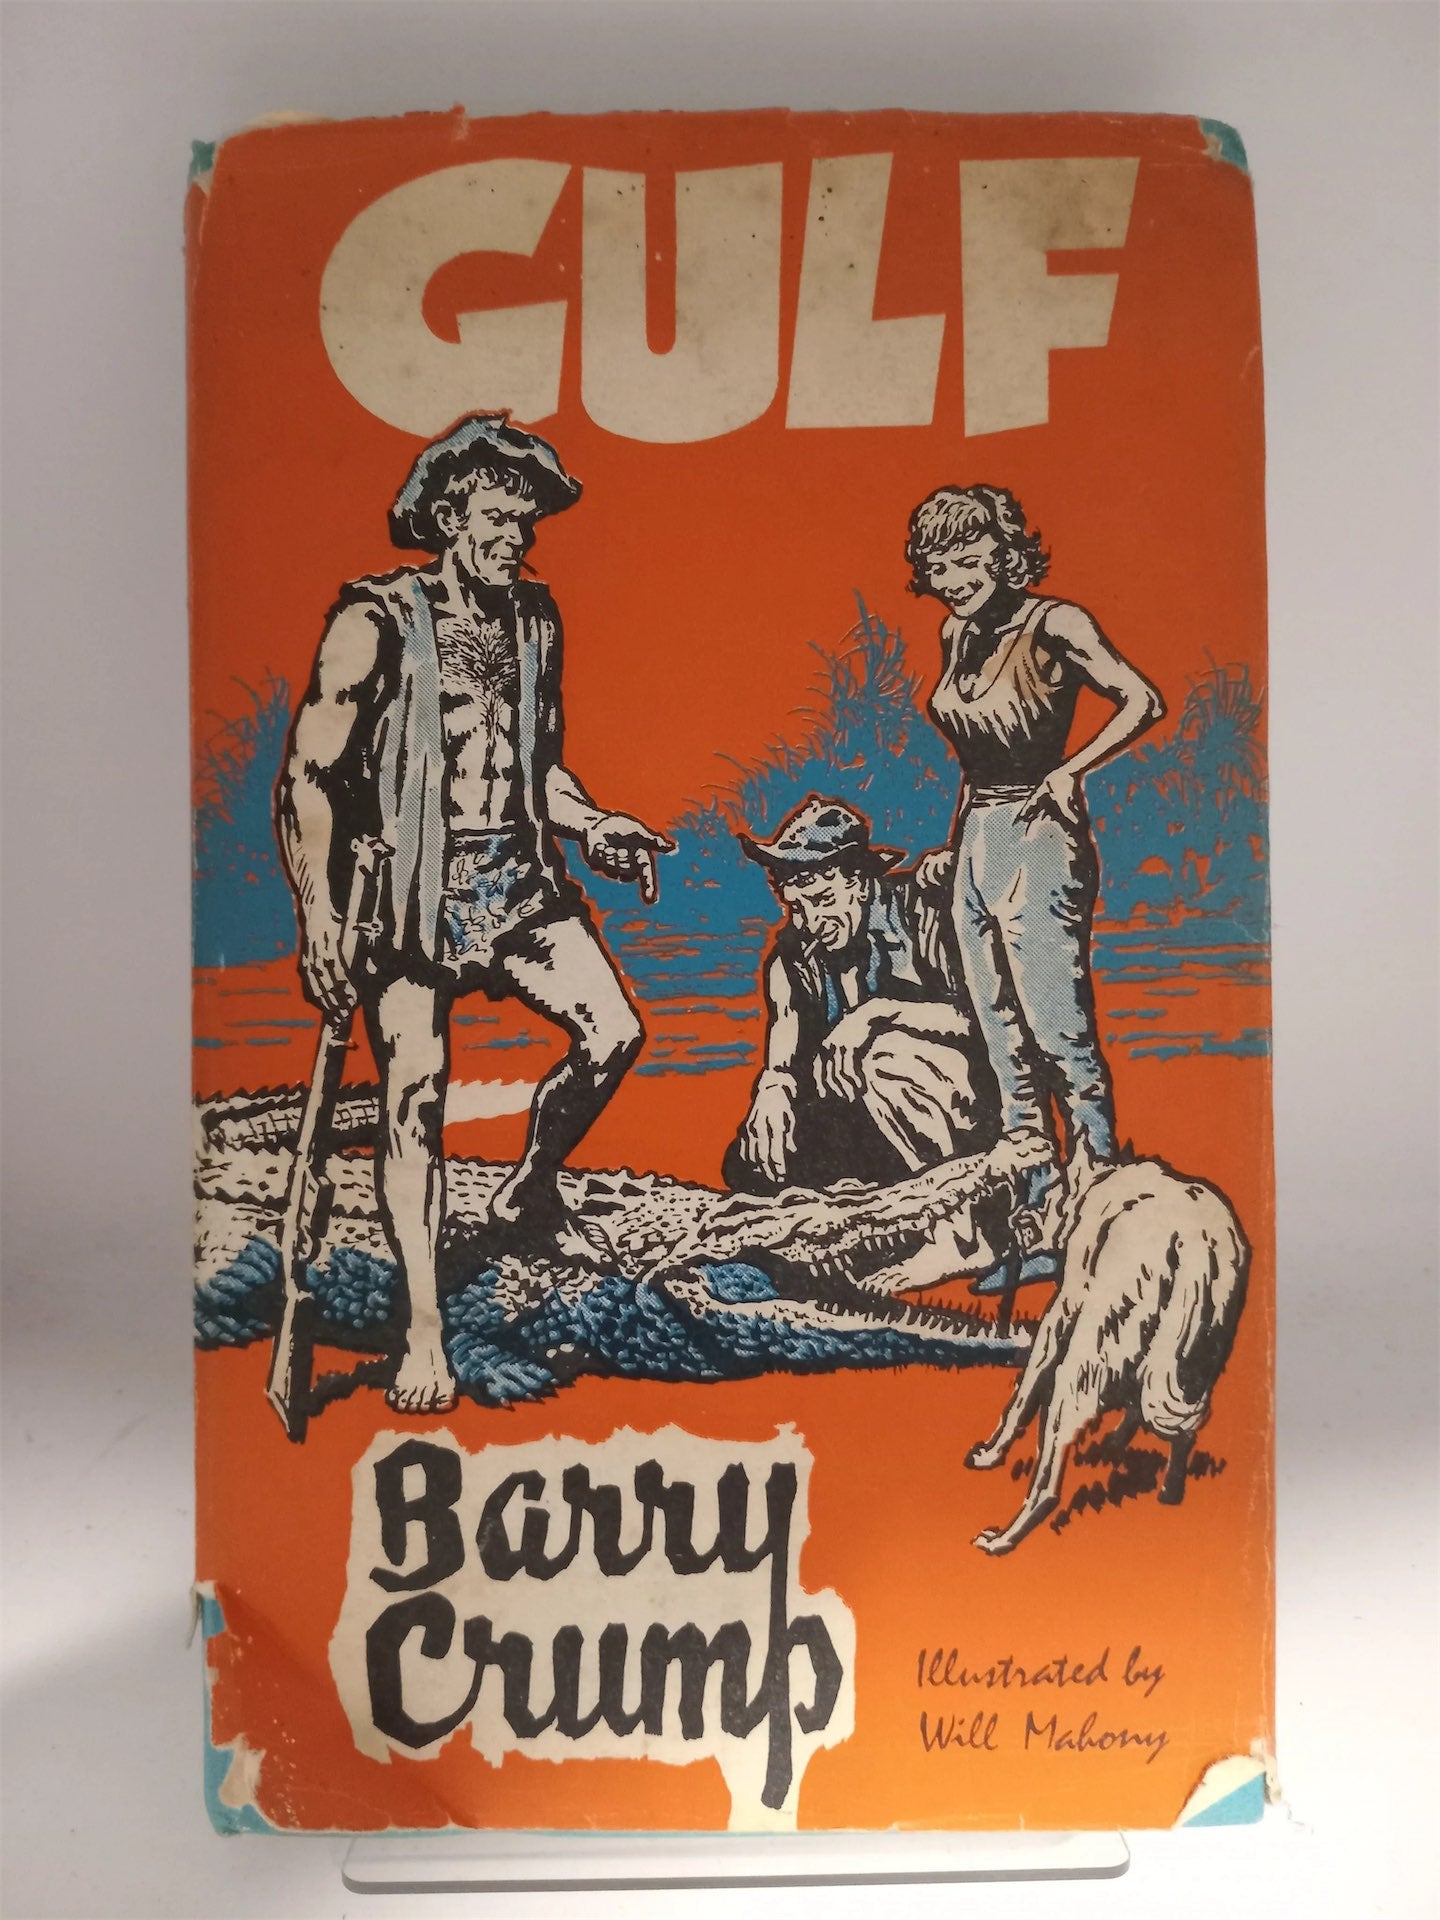 GULF
Barry
Crump
Illustrated by
Will Mahony